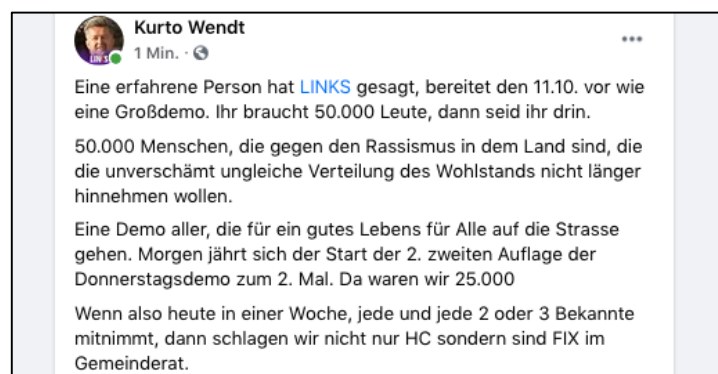 Kurto Wendt
1 Min.
Eine erfahrene Person hat LINKS gesagt, bereitet den 11.10. vor wie
eine Großdemo. Ihr braucht 50.000 Leute, dann seid ihr drin.
50.000 Menschen, die gegen den Rassismus in dem Land sind, die
die unverschämt ungleiche Verteilung des Wohlstands nicht länger
hinnehmen wollen.
Eine Demo aller, die für ein gutes Lebens für Alle auf die Strasse
gehen. Morgen jährt sich der Start der 2. zweiten Auflage der
Donnerstagsdemo zum 2. Mal. Da waren wir 25.000
Wenn also heute in einer Woche, jede und jede 2 oder 3 Bekannte
mitnimmt, dann schlagen wir nicht nur HC sondern sind FIX im
Gemeinderat.